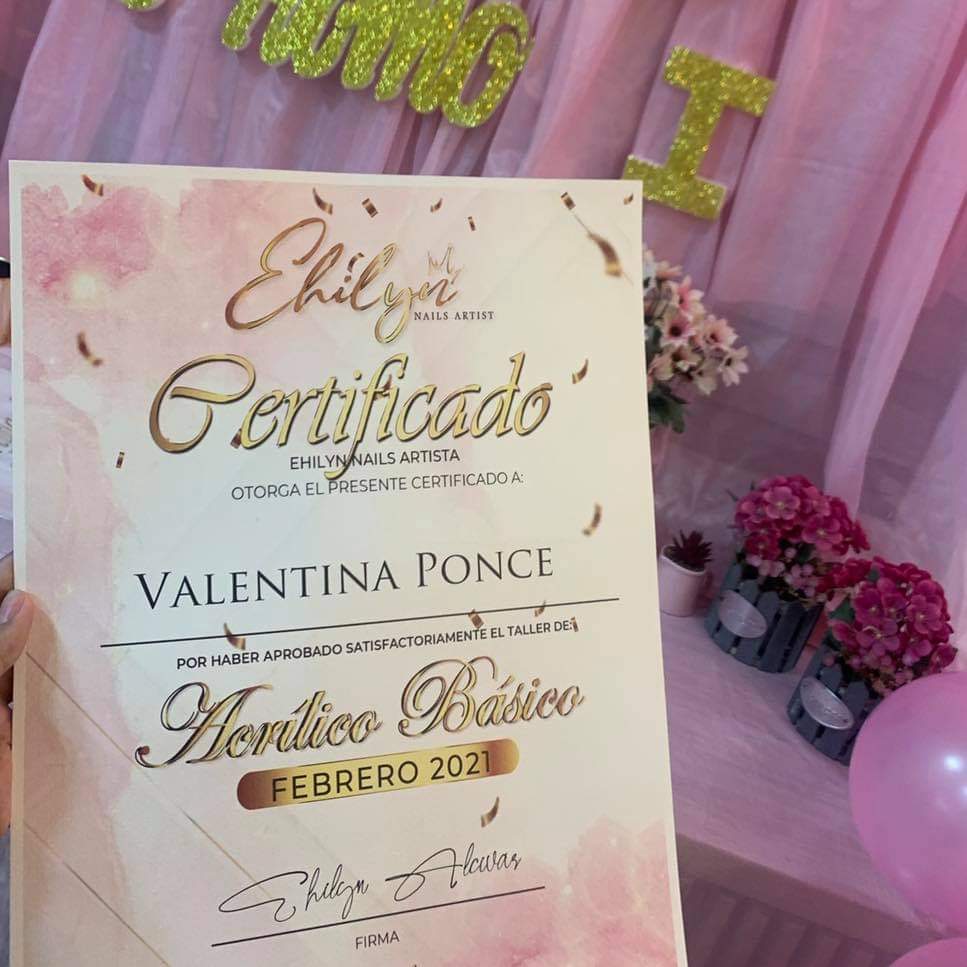 I
Ehilyn
NAILS ARTIST
Certificado
EHILYN NAILS ARTISTA
OTORGA EL PRESENTE CERTIFICADO A:
VALENTINA PONCE
POR HABER APROBADO SATISFACTORIAMENTE EL TALLER DE:
Acrílico Básico
FEBRERO 2021
Ehilyn
FIRMA